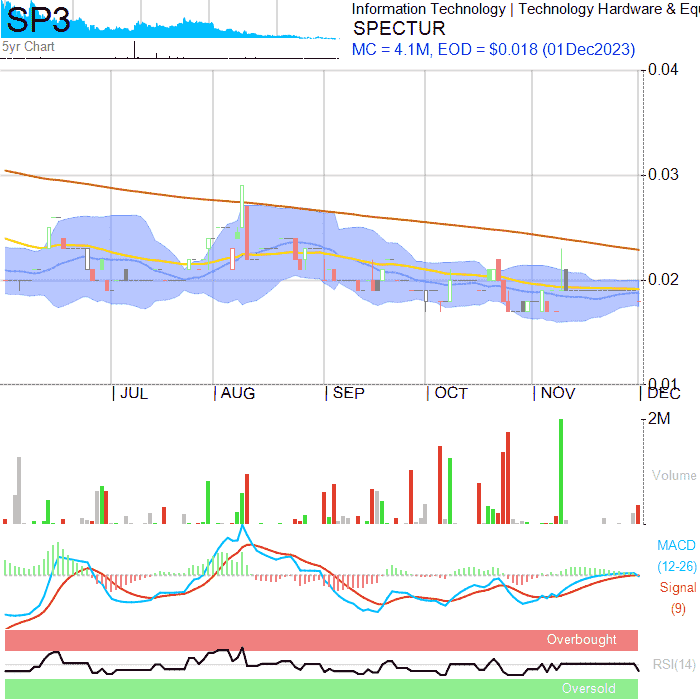 SP3
5yr Chart
Information Technology | Technology Hardware & Equ
SPECTUR
MC = 4.1M, EOD = $0.018 (01Dec2023)
0.04
0.03
0.02
0.01
| JUL | AUG | SEP | OCT | NOV | DEC
2M
Volume
MACD
(12-26)
Signal
(9)
Overbought
RSI(14)
Oversold